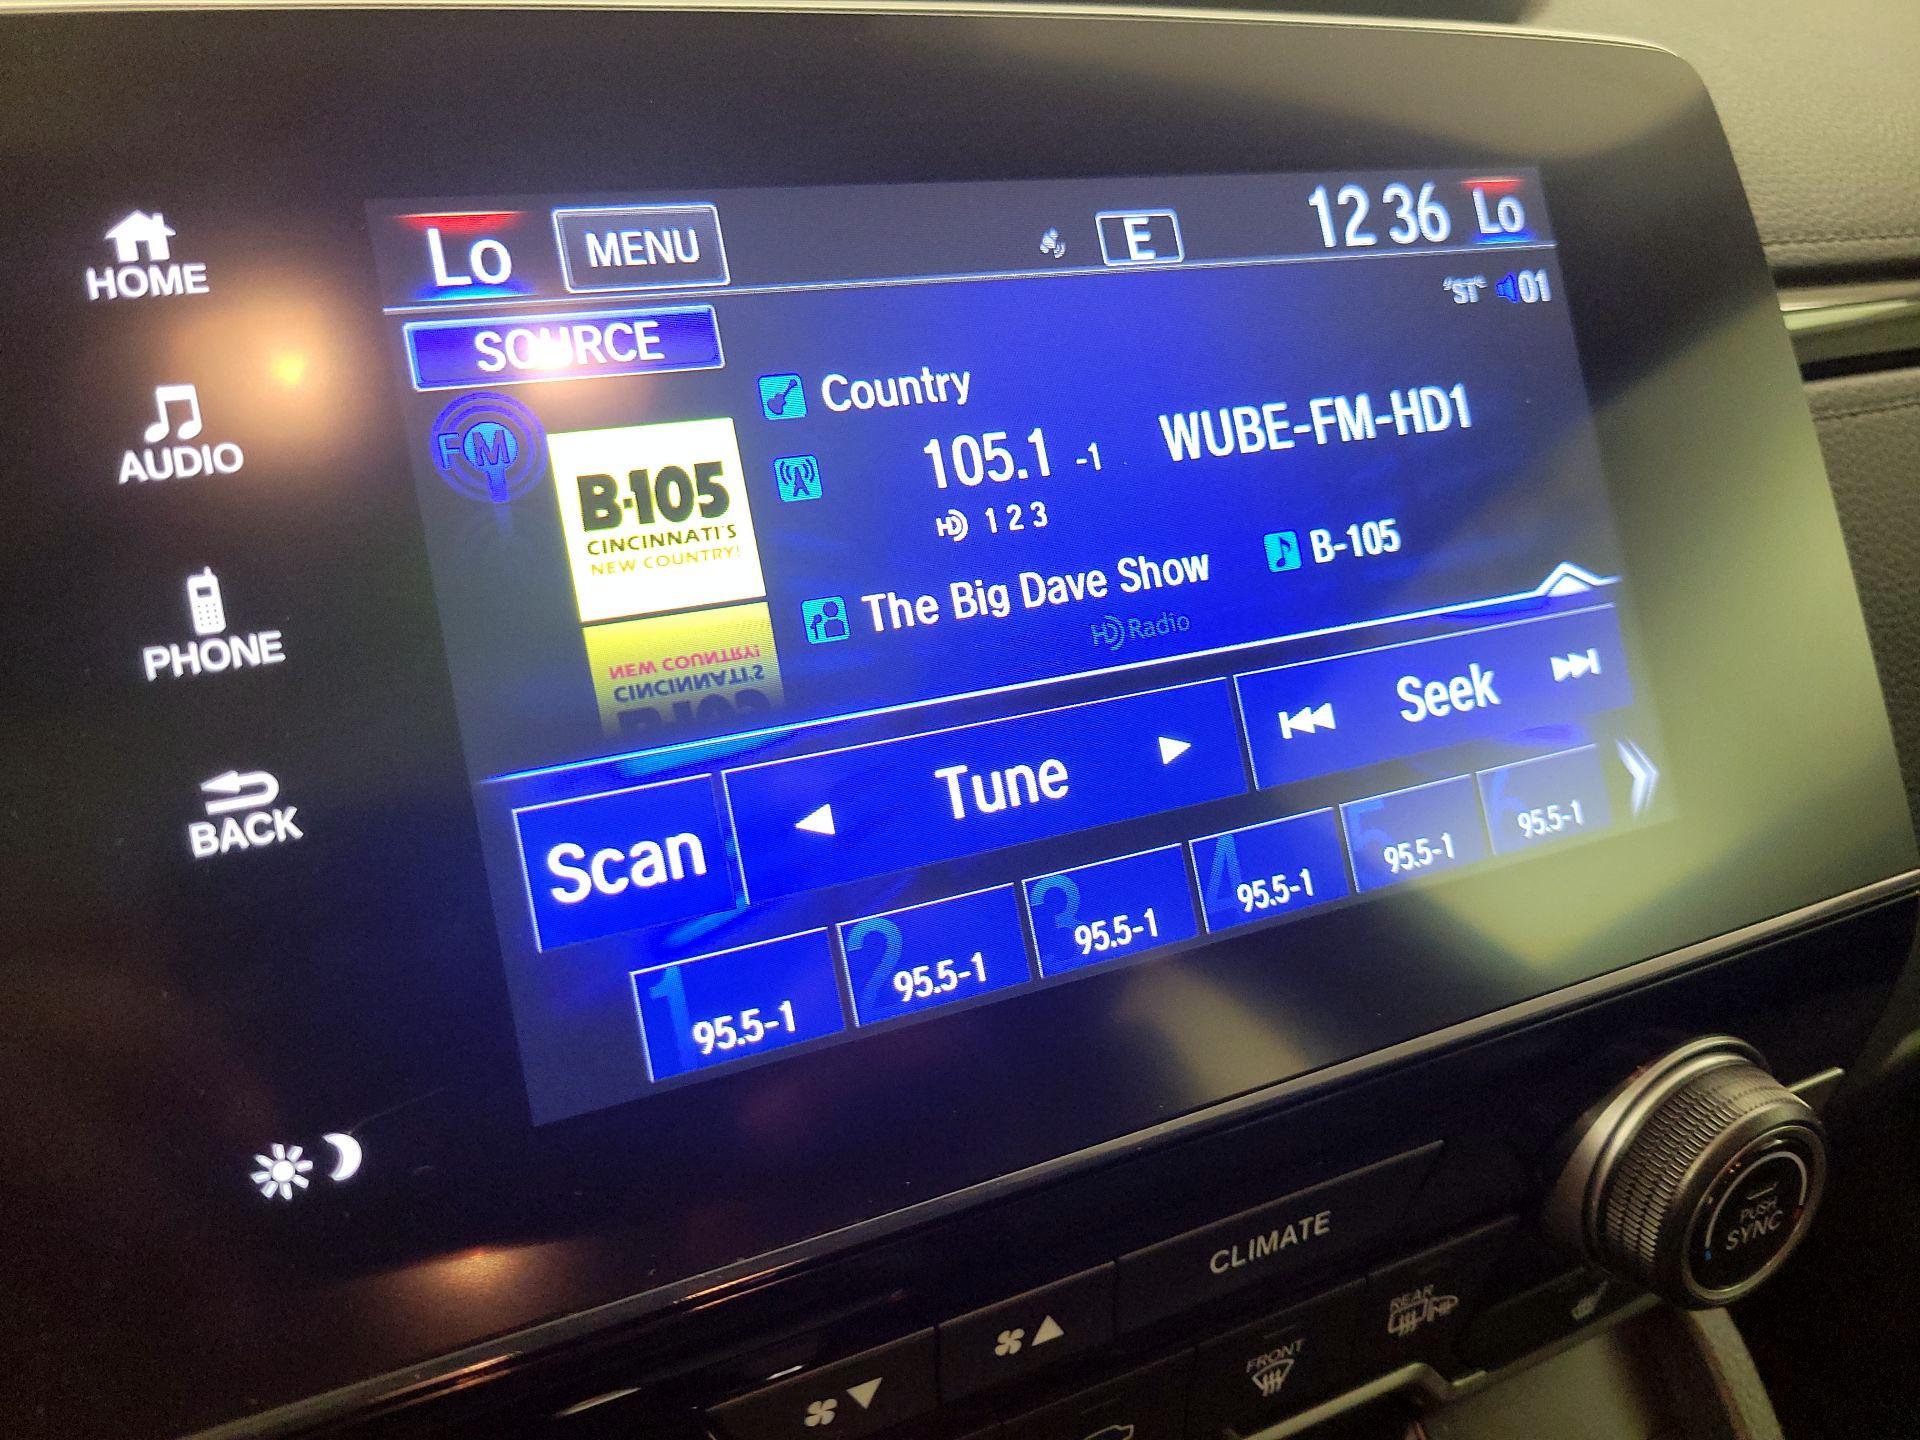 HOME
AUDIO
PHONE
BACK
Lo
MENU
E
12 36
Lo
ST
01
SOURCE
FM
B-105
CINCINNATI'S
NEW COUNTRY!
Country
105.1 -1
WUBE-FM-HD1
HD 1 2 3
The Big Dave Show
B-105
HD Radio
Scan
Tune
Seek
1 95.5-1
2 95.5-1
3 95.5-1
4 95.5-1
5 95.5-1
6 95.5-1
CLIMATE
PUSH
SYNC
FRONT
REAR